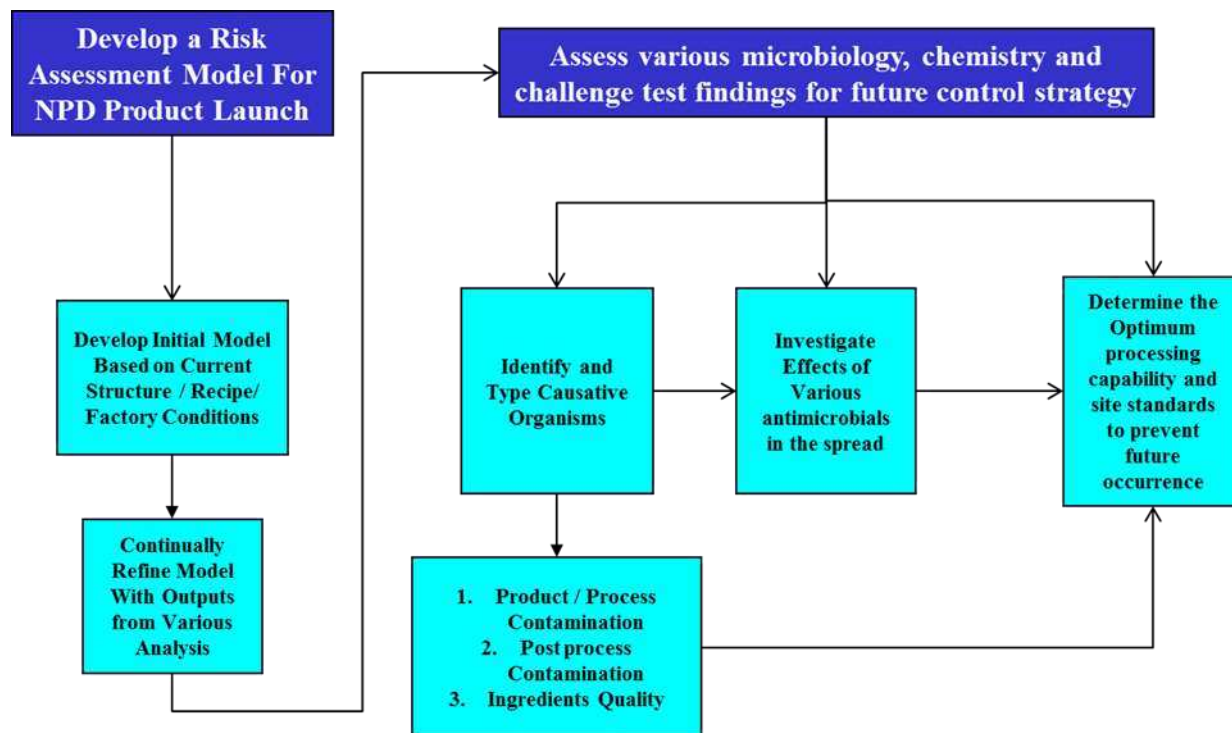 Develop a Risk
Assessment Model For
NPD Product Launch
Develop Initial Model
Based on Current
Structure / Recipe/
Factory Conditions
Continually
Refine Model
With Outputs
from Various
Analysis
Assess various microbiology, chemistry and
challenge test findings for future control strategy
Identify and
Type Causative
Organisms
Investigate
Effects of
Various
antimicrobials
in the spread
Determine the
Optimum
processing
capability and
site standards
to prevent
future
occurrence
1. Product / Process
Contamination
2. Post process
Contamination
3. Ingredients Quality